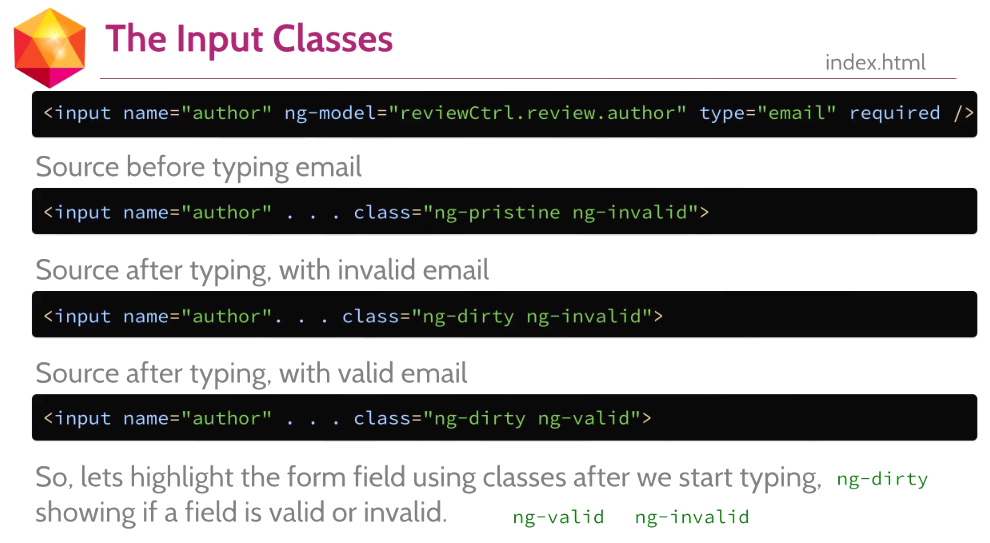 The Input Classes
index.html
<input name="author" ng-model="reviewCtrl.review.author" type="email" required />
Source before typing email
<input name="author" . . . class="ng-pristine ng-invalid">
Source after typing, with invalid email
<input name="author". . . class="ng-dirty ng-invalid">
Source after typing, with valid email
<input name="author" . . . class="ng-dirty ng-valid">
So, lets highlight the form field using classes after we start typing, ng-dirty
showing if a field is valid or invalid. ng-valid ng-invalid